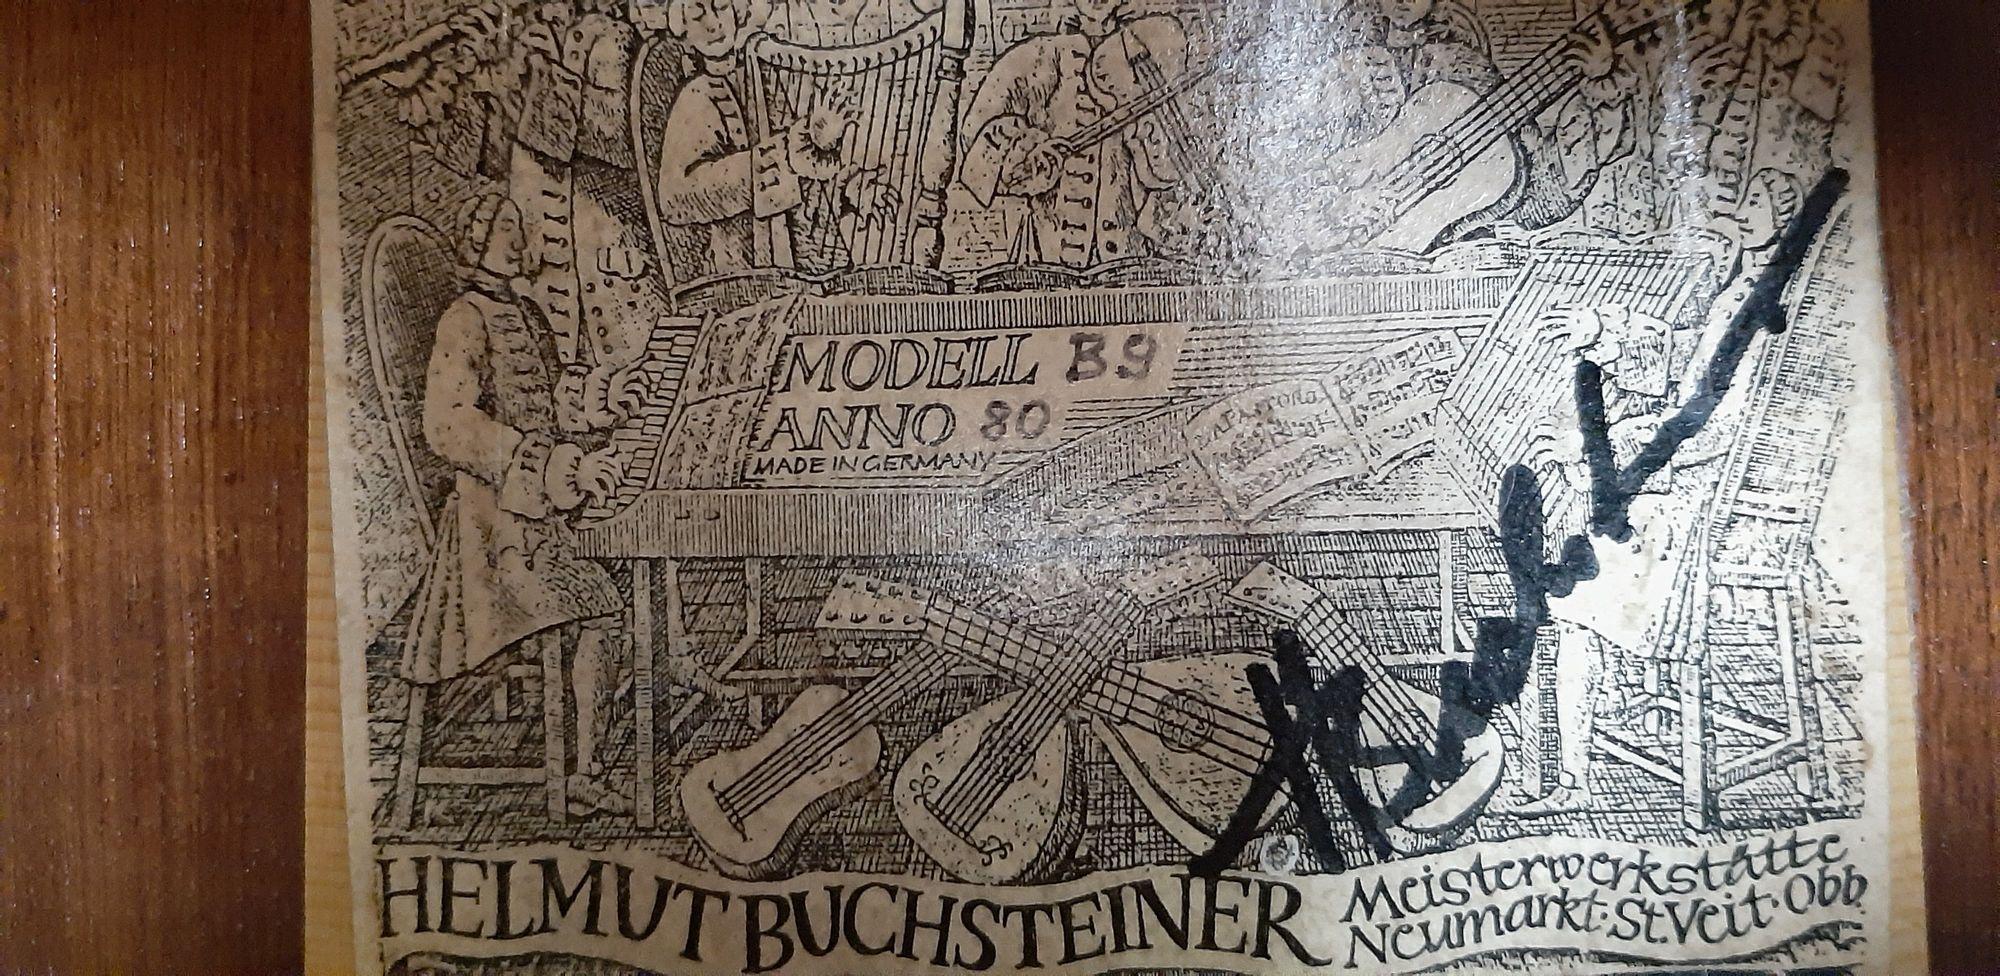 MODELL B9
ANNO 80
MADE IN GERMANY
HELMUT BUCHSTEINER
Meisterwerkstätte
Neumarkt·St.Veit·Obb